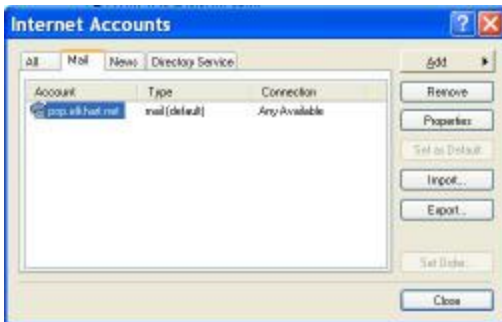 Internet Accounts
All Mail News Directory Service
Add
Account Type Connection
pop.elkhart.net mail (default) Any Available
Remove
Properties
Set as Default
Import...
Export...
Set Order...
Close